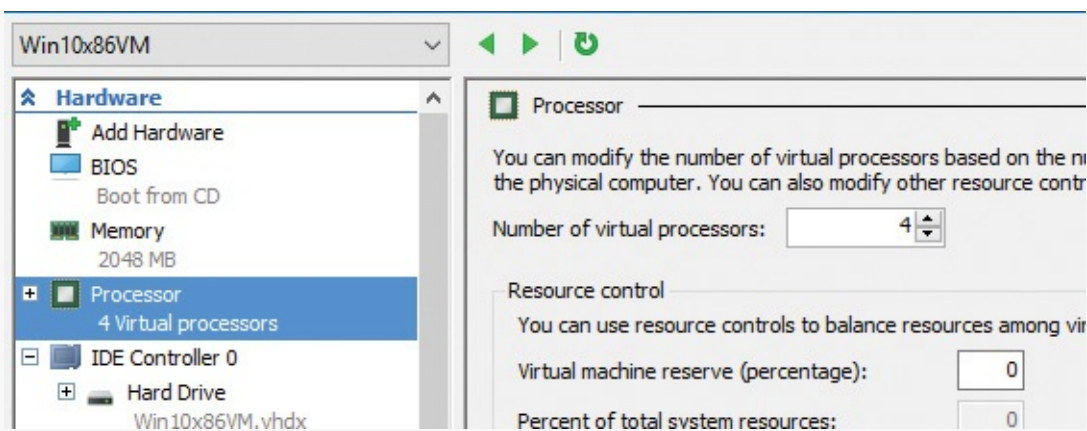 Win10x86VM
Hardware
Add Hardware
BIOS
Boot from CD
Memory
2048 MB
Processor
4 Virtual processors
IDE Controller 0
Hard Drive
Win10x86VM.vhdx
Processor
You can modify the number of virtual processors based on the
the physical computer. You can also modify other resource
Number of virtual processors: 4
Resource control
You can use resource controls to balance resources among
Virtual machine reserve (percentage): 0
Percent of total system resources: 0